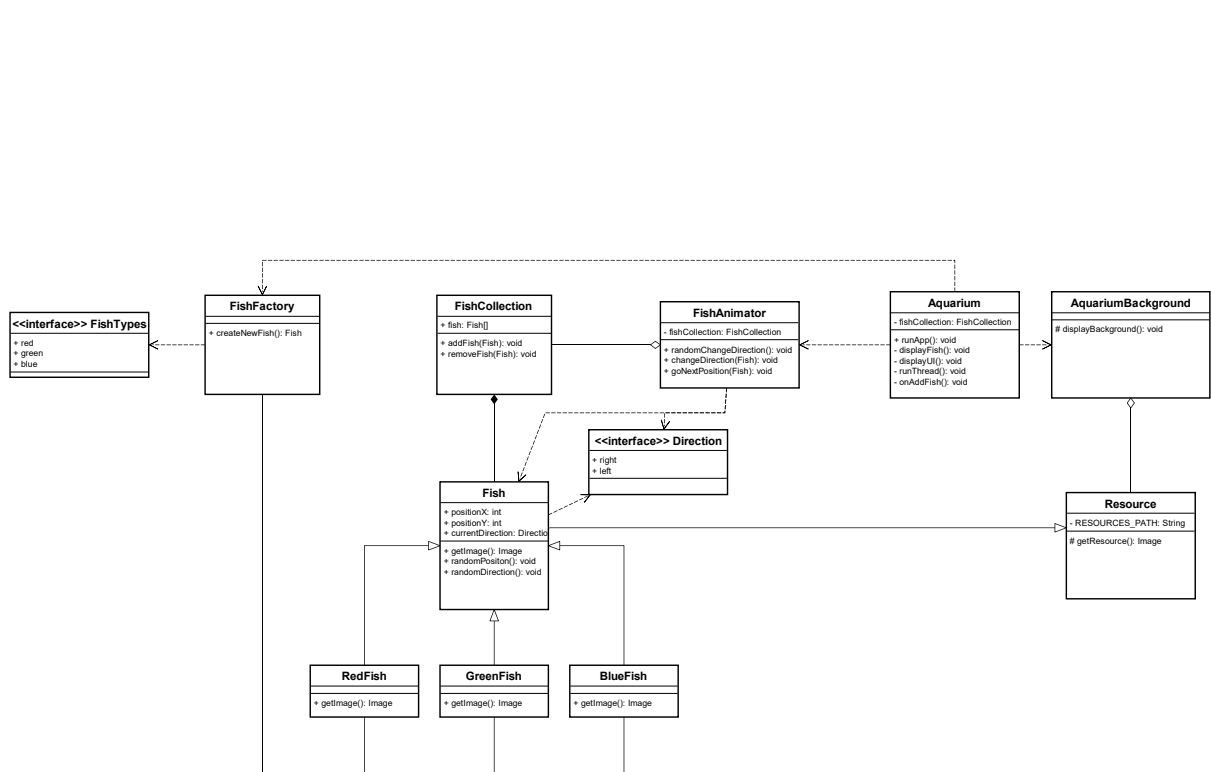 <<interface>> FishTypes
+ red
+ green
+ blue
FishFactory
+ createNewFish(): Fish
FishCollection
+ fish: Fish[]
+ addFish(Fish): void
+ removeFish(Fish): void
FishAnimator
- fishCollection: FishCollection
+ randomChangeDirection(): void
+ changeDirection(Fish): void
+ goNextPosition(Fish): void
Aquarium
- fishCollection: FishCollection
+ runApp(): void
- displayFish(): void
- displayUI(): void
- runThread(): void
- onAddFish(): void
AquariumBackground
# displayBackground(): void
<<interface>> Direction
+ right
+ left
Fish
+ positionX: int
+ positionY: int
+ currentDirection: Directio
+ getImage(): Image
+ randomPositon(): void
+ randomDirection(): void
Resource
- RESOURCES_PATH: String
# getResource(): Image
RedFish
+ getImage(): Image
GreenFish
+ getImage(): Image
BlueFish
+ getImage(): Image